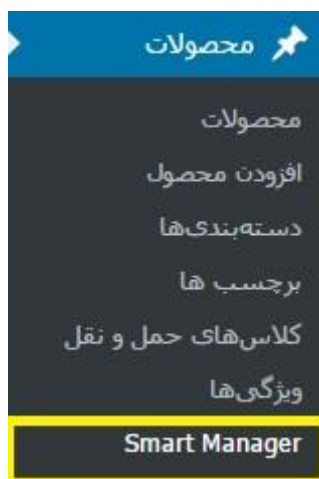 محصولات
محصولات
افزودن محصول
دسته‌بندی‌ها
برچسب ها
کلاس‌های حمل و نقل
ویژگی‌ها
Smart Manager